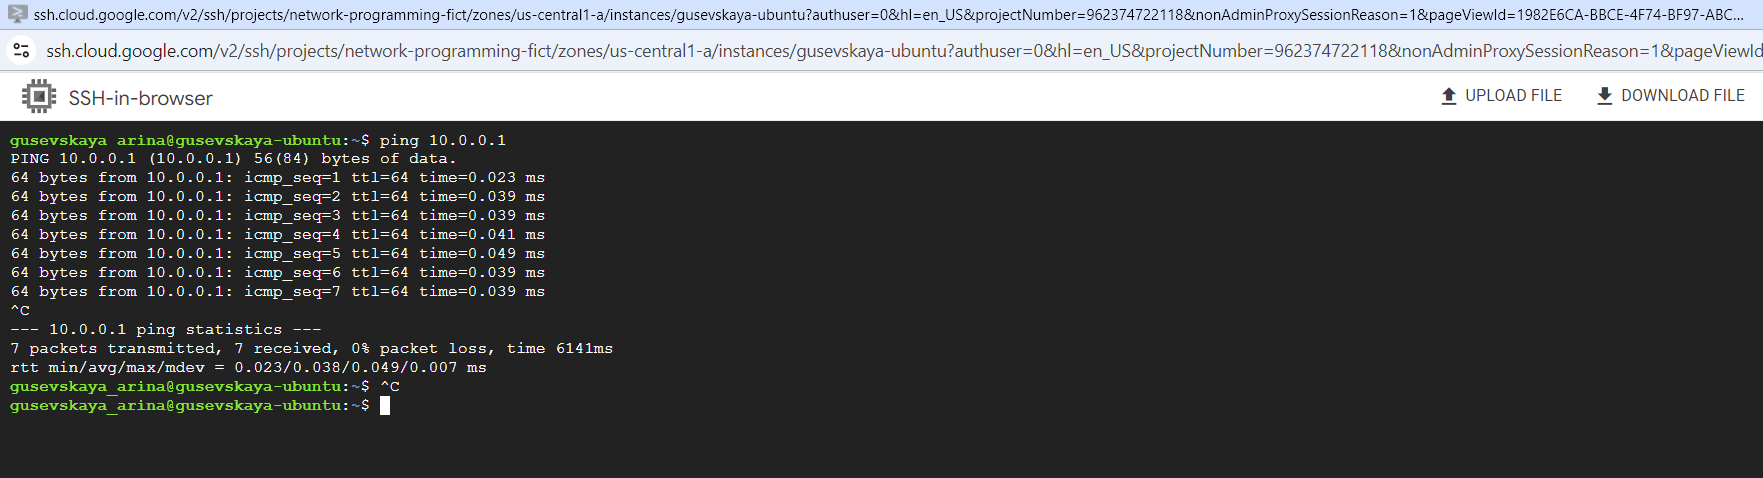 ssh.cloud.google.com/v2/ssh/projects/network-programming-fict/zones/us-central1-a/instances/gusevskaya-ubuntu?authuser=0&hl=en_US&projectNumber=962374722118&nonAdminProxySessionReason=1&pageViewId=1982E6CA-BBCE-4F74-BF97-ABC...
ssh.cloud.google.com/v2/ssh/projects/network-programming-fict/zones/us-central1-a/instances/gusevskaya-ubuntu?authuser=0&hl=en_US&projectNumber=962374722118&nonAdminProxySessionReason=1&pageViewId
SSH-in-browser
UPLOAD FILE
DOWNLOAD FILE
gusevskaya_arina@gusevskaya-ubuntu:~$ ping 10.0.0.1
PING 10.0.0.1 (10.0.0.1) 56(84) bytes of data.
64 bytes from 10.0.0.1: icmp_seq=1 ttl=64 time=0.023 ms
64 bytes from 10.0.0.1: icmp_seq=2 ttl=64 time=0.039 ms
64 bytes from 10.0.0.1: icmp_seq=3 ttl=64 time=0.039 ms
64 bytes from 10.0.0.1: icmp_seq=4 ttl=64 time=0.041 ms
64 bytes from 10.0.0.1: icmp_seq=5 ttl=64 time=0.049 ms
64 bytes from 10.0.0.1: icmp_seq=6 ttl=64 time=0.039 ms
64 bytes from 10.0.0.1: icmp_seq=7 ttl=64 time=0.039 ms
^C
--- 10.0.0.1 ping statistics ---
7 packets transmitted, 7 received, 0% packet loss, time 6141ms
rtt min/avg/max/mdev = 0.023/0.038/0.049/0.007 ms
gusevskaya_arina@gusevskaya-ubuntu:~$ ^C
gusevskaya_arina@gusevskaya-ubuntu:~$